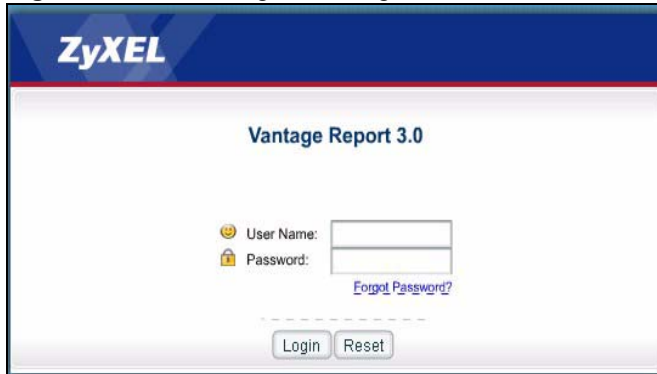 ZyXEL
Vantage Report 3.0
User Name:
Password:
Forgot Password?
Login Reset